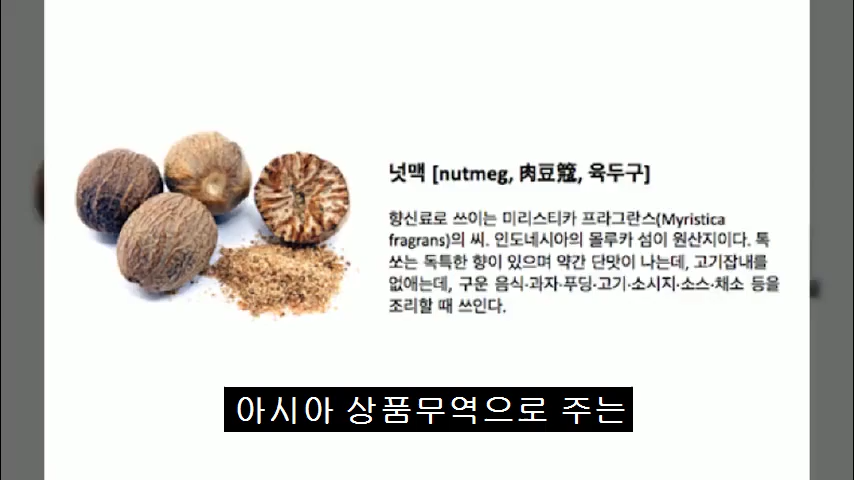 넛맥 [nutmeg, 肉豆蔲, 육두구]
향신료로 쓰이는 미리스티카 프라그란스(Myristica
fragrans)의 씨. 인도네시아의 몰루카 섬이 원산지이다. 톡
쏘는 독특한 향이 있으며 약간 단맛이 나는데, 고기잡내를
없애는데, 구운 음식·과자·푸딩·고기·소시지·소스·채소 등을
조리할 때 쓰인다.
아시아 상품무역으로 주는